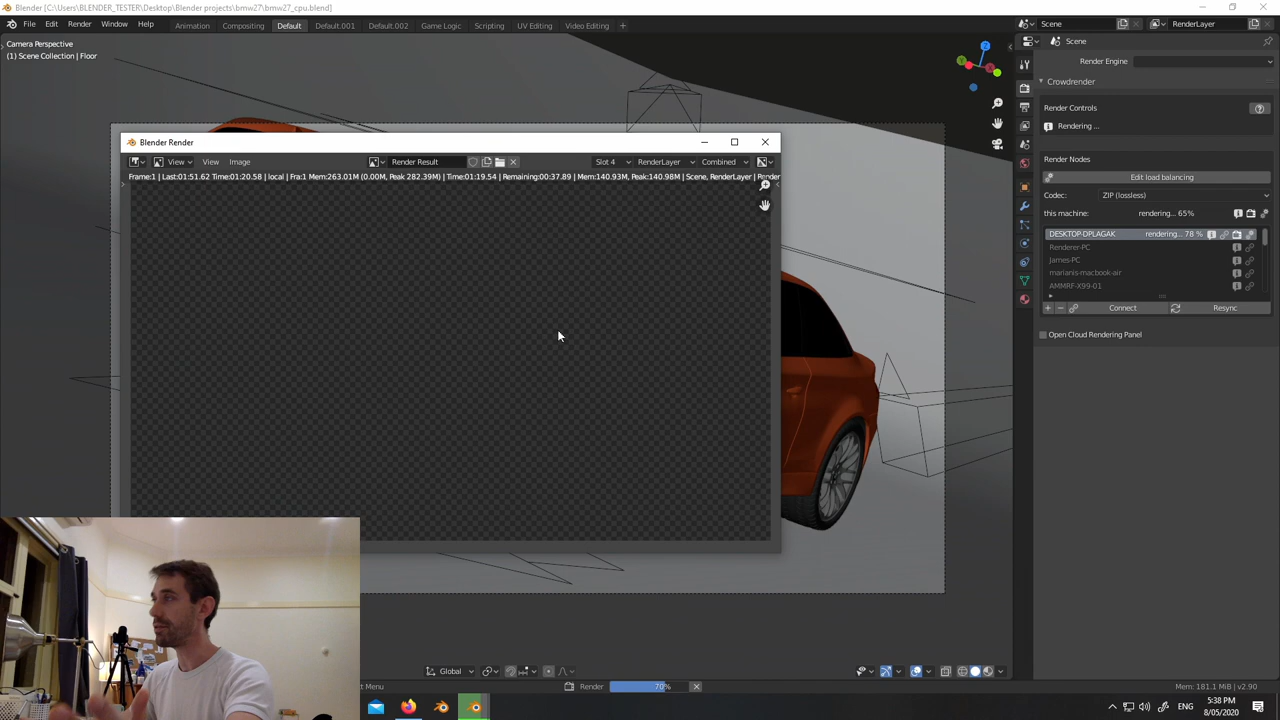 Blender [C:\Users\BLENDER_TESTER\Desktop\Blender projects\bmw27\bmw27_cpu.blend]
File Edit Render Window Help Animation Compositing Default Default.001 Default.002 Game Logic Scripting UV Editing Video Editing + Scene RenderLayer
Camera Perspective
(1) Scene Collection | Floor
Scene
Render Engine
Crowdrender
Render Controls
Rendering ...
Render Nodes
Edit load balancing
Codec: ZIP (lossless)
this machine: rendering... 65%
DESKTOP-DPLAGAK rendering... 78 %
Renderer-PC
James-PC
marianis-macbook-air
AMMRF-X99-01
Connect Resync
Open Cloud Rendering Panel
Blender Render
View View Image Render Result Slot 4 RenderLayer Combined
Frame:1 | Last:01:51.62 Time:01:20.58 | local | Fra:1 Mem:263.01M (0.00M, Peak 282.39M) | Time:01:19.54 | Remaining:00:37.89 | Mem:140.93M, Peak:140.98M | Scene, RenderLayer | Render
Global
t Menu Render 70% Mem: 181.1 MiB | v2.90
ENG 5:38 PM
8/05/2020